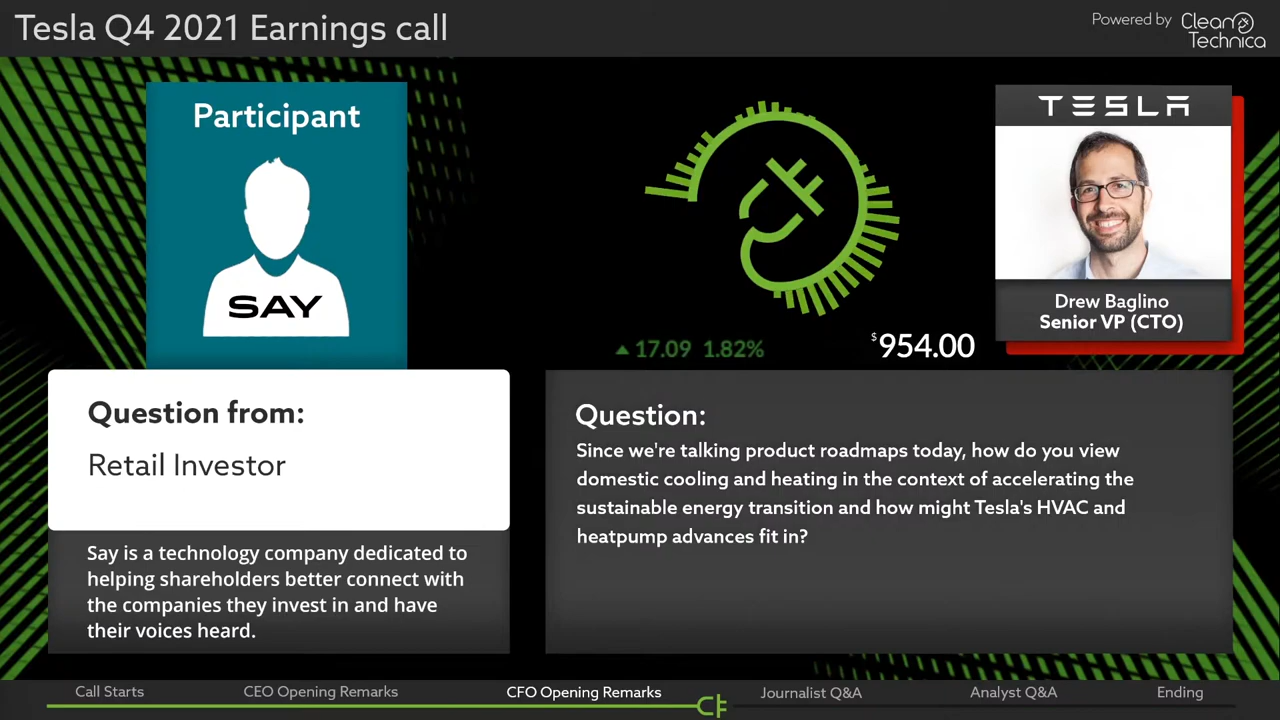 Tesla Q4 2021 Earnings call
Powered by
CleanTechnica
Participant
SAY
TESLA
Drew Baglino
Senior VP (CTO)
17.09 1.82%
$954.00
Question from:
Retail Investor
Say is a technology company dedicated to
helping shareholders better connect with
the companies they invest in and have
their voices heard.
Question:
Since we're talking product roadmaps today, how do you view
domestic cooling and heating in the context of accelerating the
sustainable energy transition and how might Tesla's HVAC and
heatpump advances fit in?
Call Starts
CEO Opening Remarks
CFO Opening Remarks
Journalist Q&A
Analyst Q&A
Ending